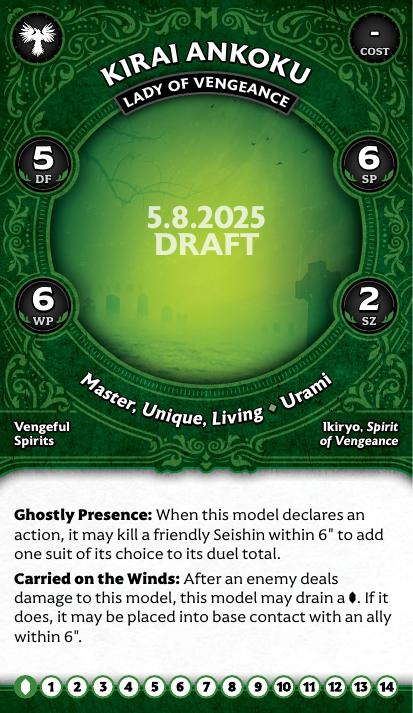 -
COST
KIRAI ANKOKU
LADY OF VENGEANCE
5
DF
6
SP
5.8.2025
DRAFT
6
WP
2
SZ
Master, Unique, Living ⬧ Urami
Vengeful
Spirits
Ikiryo, Spirit
of Vengeance
Ghostly Presence: When this model declares an
action, it may kill a friendly Seishin within 6" to add
one suit of its choice to its duel total.
Carried on the Winds: After an enemy deals
damage to this model, this model may drain a ⬧. If it
does, it may be placed into base contact with an ally
within 6".
1 2 3 4 5 6 7 8 9 10 11 12 13 14